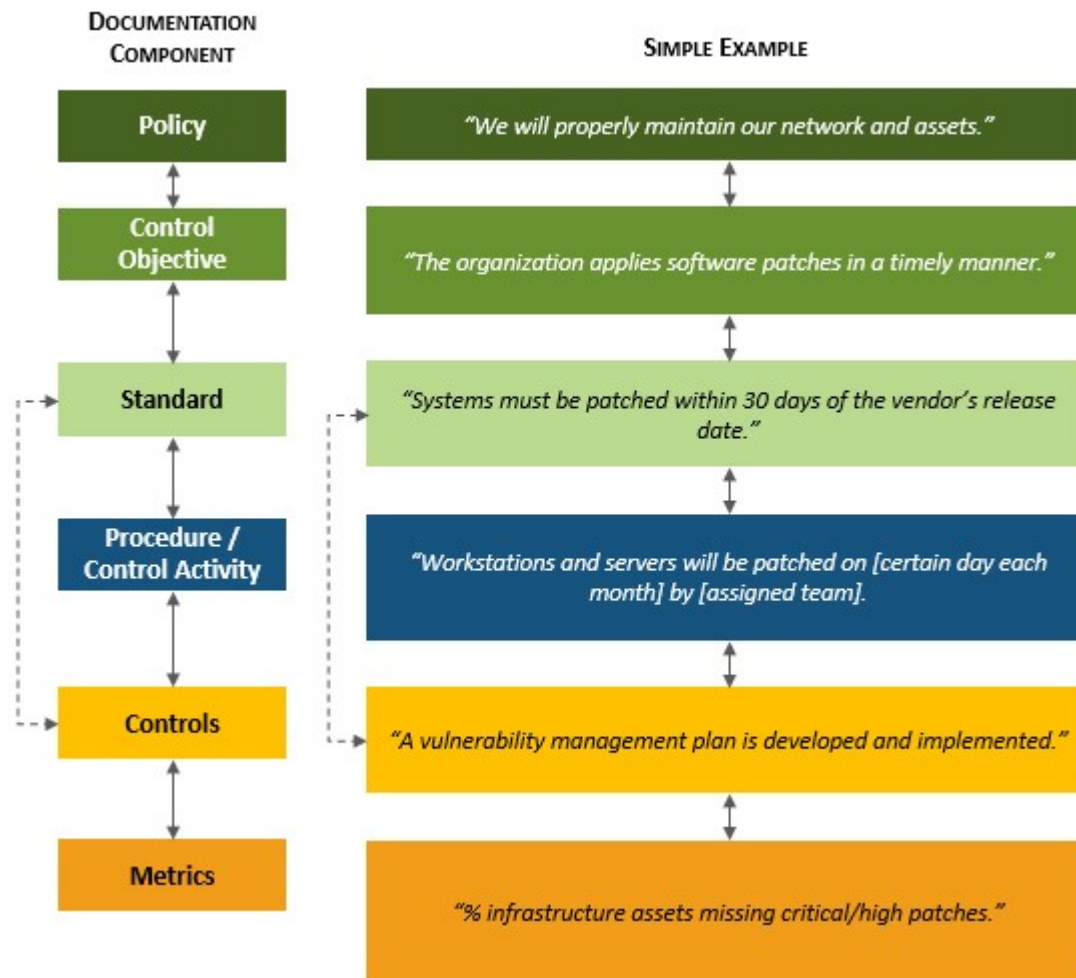 DOCUMENTATION
COMPONENT
SIMPLE EXAMPLE
Policy
“We will properly maintain our network and assets.”
Control
Objective
“The organization applies software patches in a timely manner.”
Standard
“Systems must be patched within 30 days of the vendor’s release
date.”
Procedure /
Control Activity
“Workstations and servers will be patched on [certain day each
month] by [assigned team].
Controls
“A vulnerability management plan is developed and implemented.”
Metrics
“% infrastructure assets missing critical/high patches.”